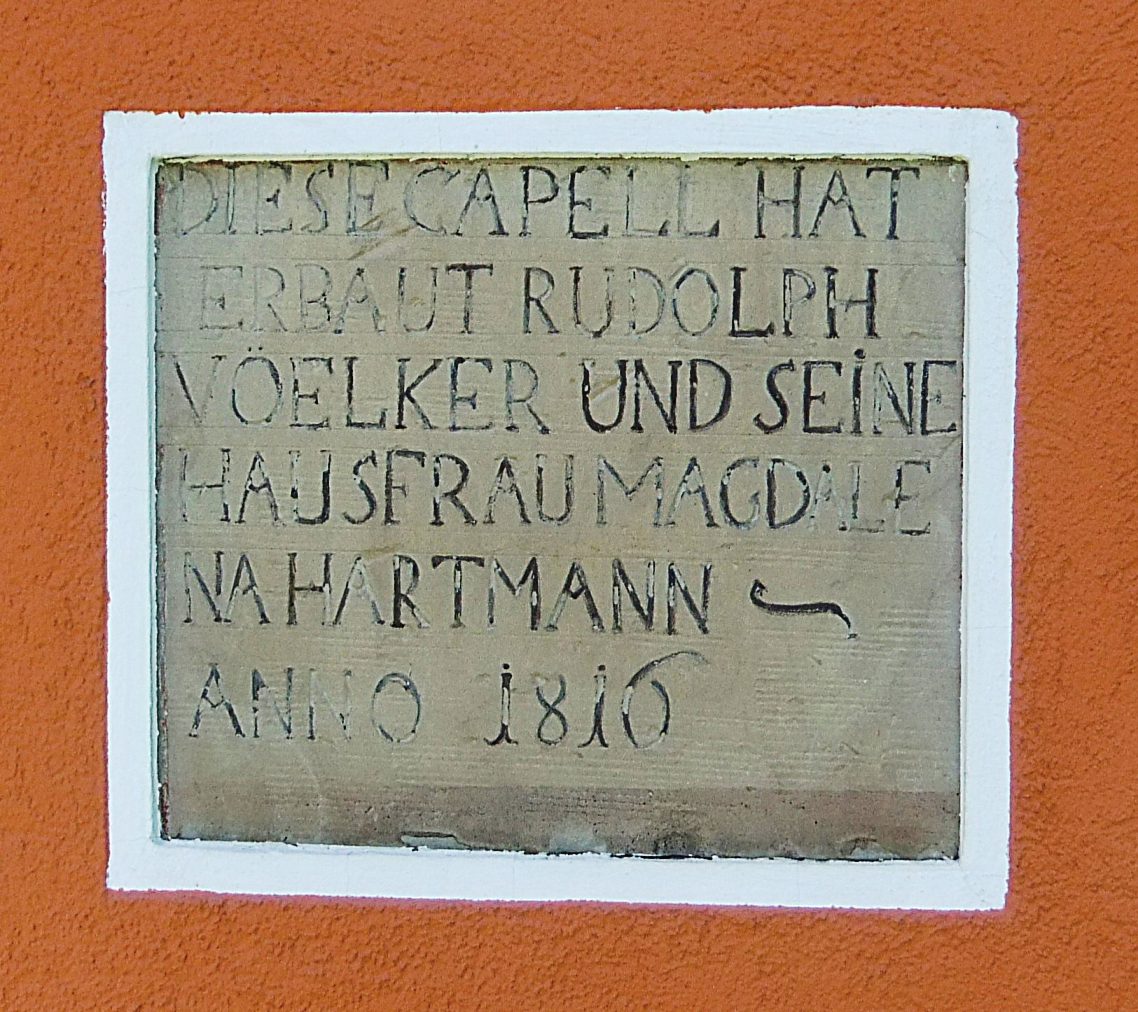 DIESE CAPELL HAT
ERBAUT RUDOLPH
VÖELKER UND SEINE
HAUSFRAU MAGDALE
NA HARTMANN
ANNO 1816